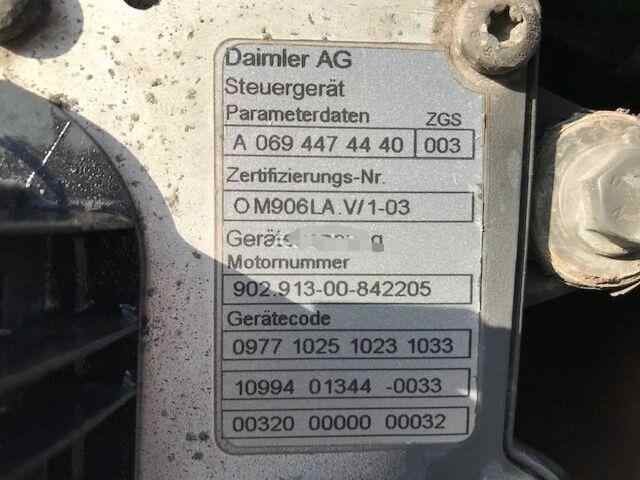 Daimler AG
Steuergerät
Parameterdaten ZGS
A 069 447 44 40 003
Zertifizierungs-Nr.
OM906LA.V/1-03
Motornummer
902.913-00-842205
Gerätecode
0977 1025 1023 1033
10994 01344 -0033
00320 00000 00032